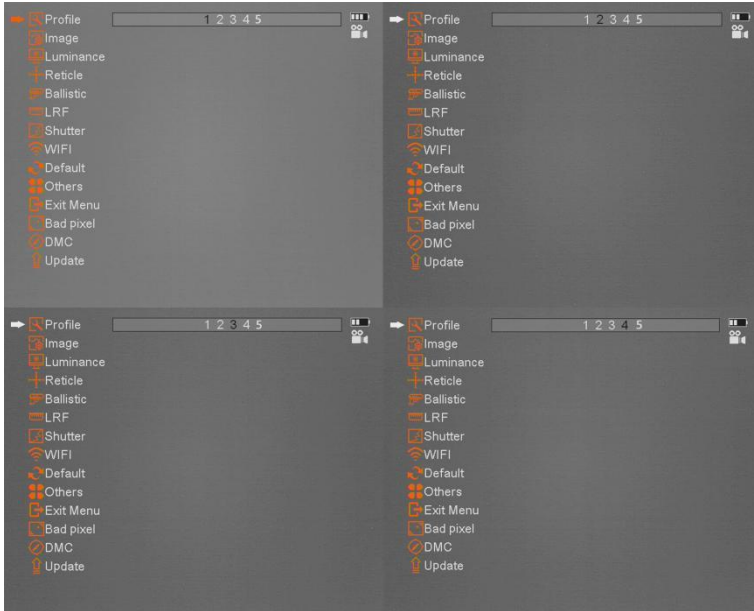 Profile 1 2 3 4 5
Image
Luminance
Reticle
Ballistic
LRF
Shutter
WIFI
Default
Others
Exit Menu
Bad pixel
DMC
Update
Profile 1 2 3 4 5
Image
Luminance
Reticle
Ballistic
LRF
Shutter
WIFI
Default
Others
Exit Menu
Bad pixel
DMC
Update
Profile 1 2 3 4 5
Image
Luminance
Reticle
Ballistic
LRF
Shutter
WIFI
Default
Others
Exit Menu
Bad pixel
DMC
Update
Profile 1 2 3 4 5
Image
Luminance
Reticle
Ballistic
LRF
Shutter
WIFI
Default
Others
Exit Menu
Bad pixel
DMC
Update